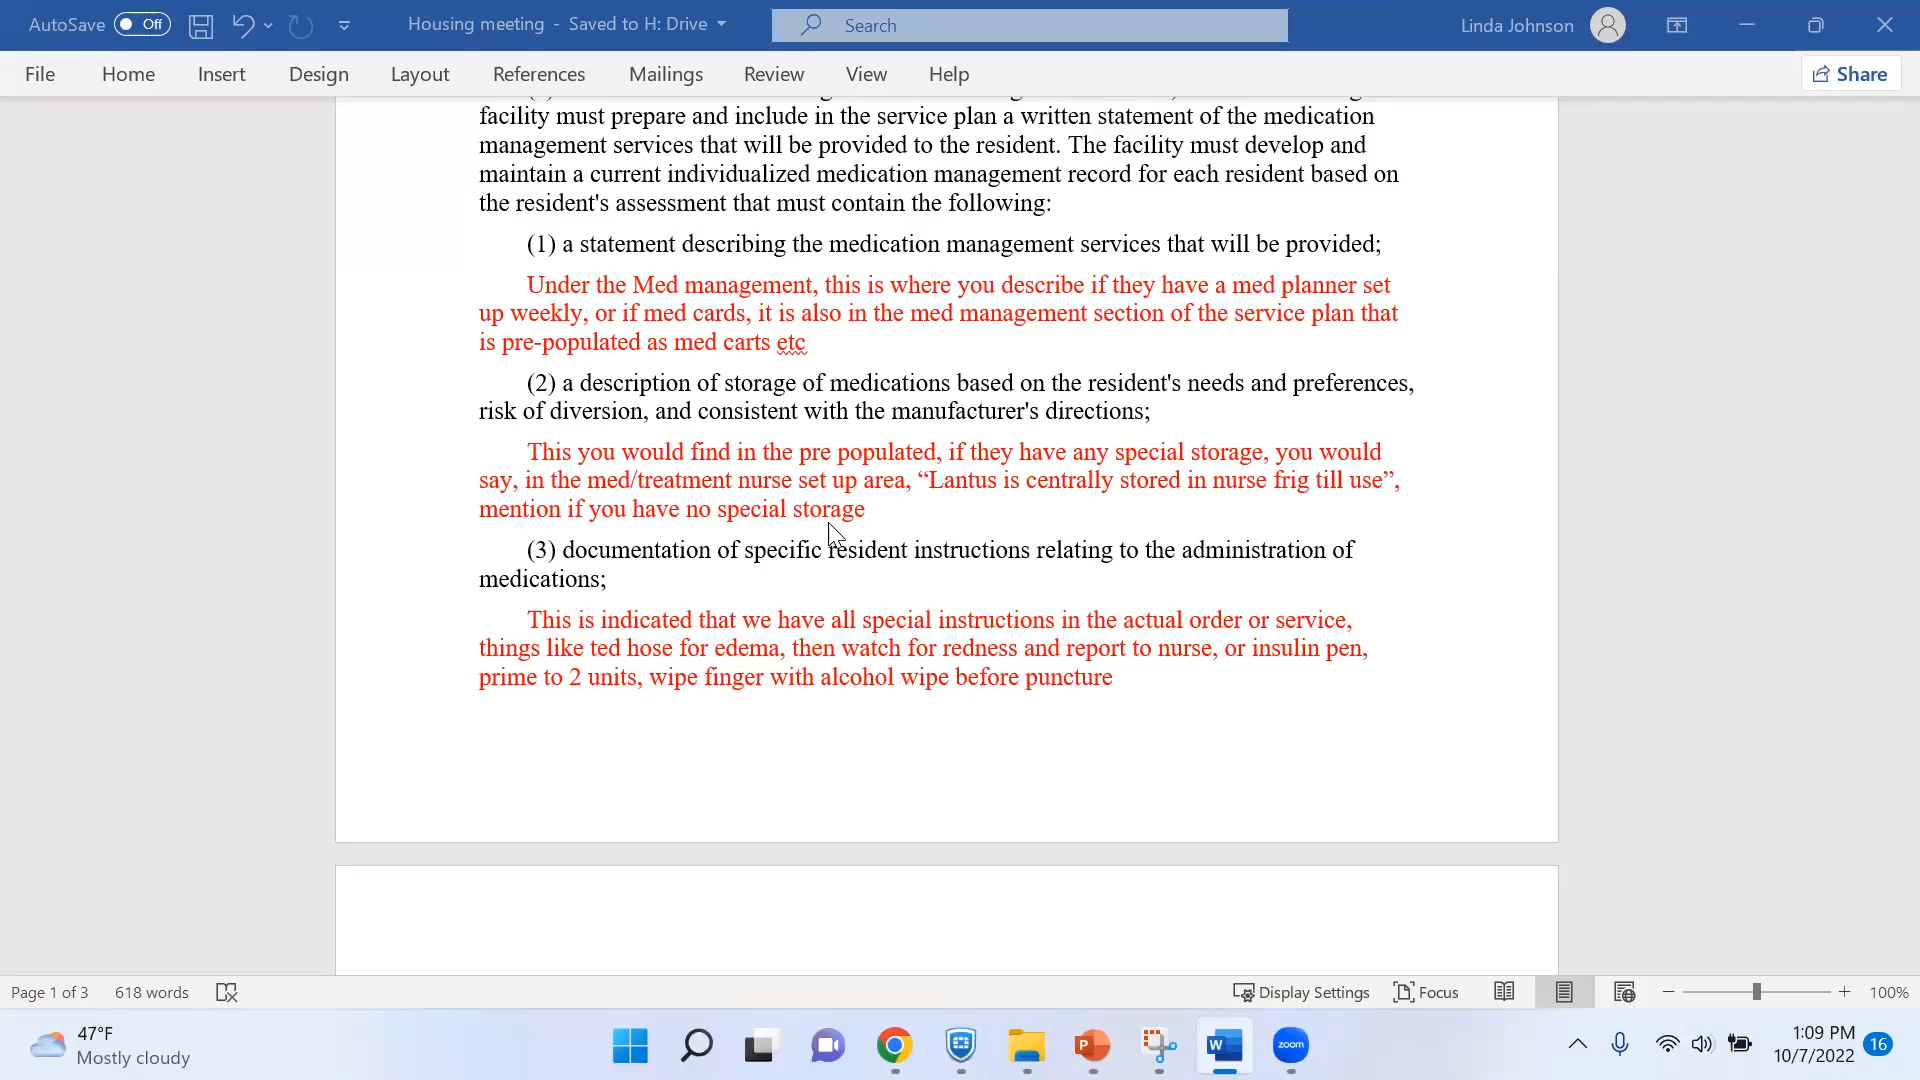 AutoSave Off Housing meeting - Saved to H: Drive Search Linda Johnson
File Home Insert Design Layout References Mailings Review View Help Share
facility must prepare and include in the service plan a written statement of the medication
management services that will be provided to the resident. The facility must develop and
maintain a current individualized medication management record for each resident based on
the resident's assessment that must contain the following:
(1) a statement describing the medication management services that will be provided;
Under the Med management, this is where you describe if they have a med planner set
up weekly, or if med cards, it is also in the med management section of the service plan that
is pre-populated as med carts etc
(2) a description of storage of medications based on the resident's needs and preferences,
risk of diversion, and consistent with the manufacturer's directions;
This you would find in the pre populated, if they have any special storage, you would
say, in the med/treatment nurse set up area, “Lantus is centrally stored in nurse frig till use”,
mention if you have no special storage
(3) documentation of specific resident instructions relating to the administration of
medications;
This is indicated that we have all special instructions in the actual order or service,
things like ted hose for edema, then watch for redness and report to nurse, or insulin pen,
prime to 2 units, wipe finger with alcohol wipe before puncture
Page 1 of 3 618 words Display Settings Focus 100%
47°F
Mostly cloudy
P
W
zoom
1:09 PM
10/7/2022
16